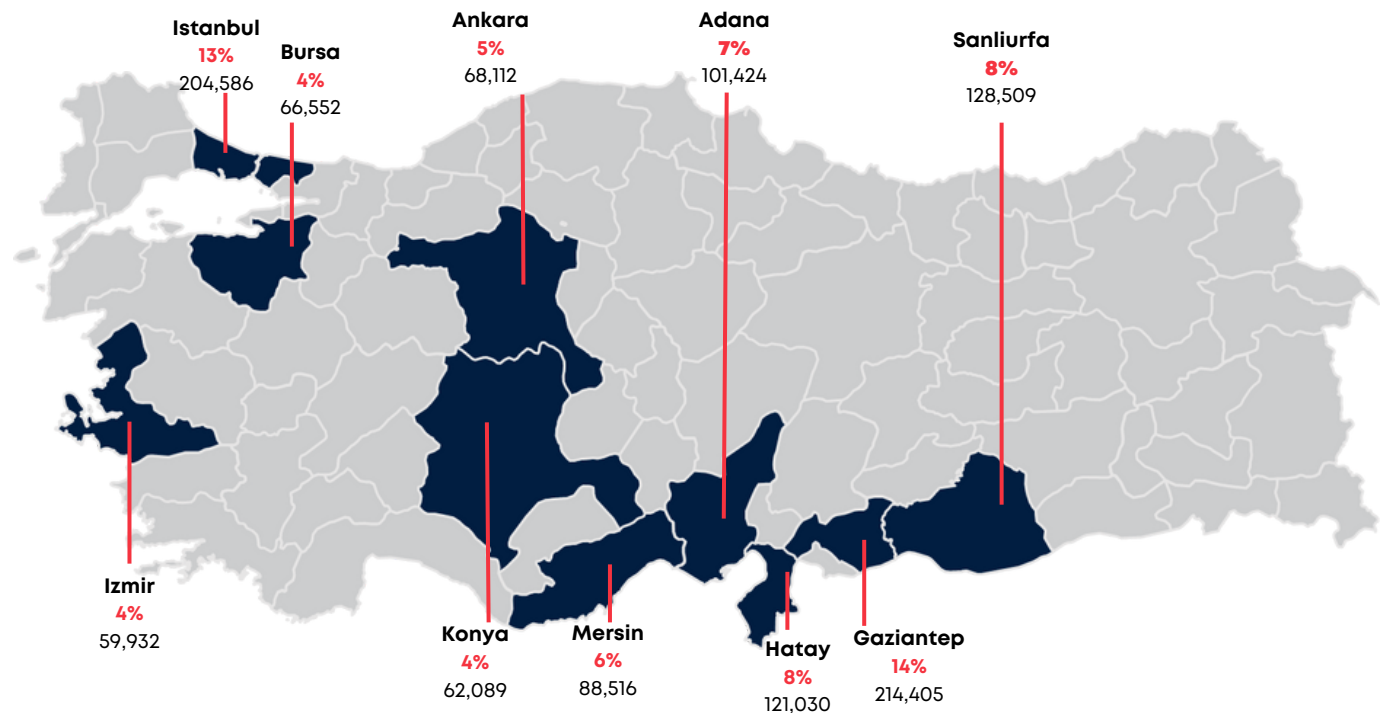 Istanbul
13%
204,586
Bursa
4%
66,552
Ankara
5%
68,112
Adana
7%
101,424
Sanliurfa
8%
128,509
Izmir
4%
59,932
Konya
4%
62,089
Mersin
6%
88,516
Hatay
8%
121,030
Gaziantep
14%
214,405